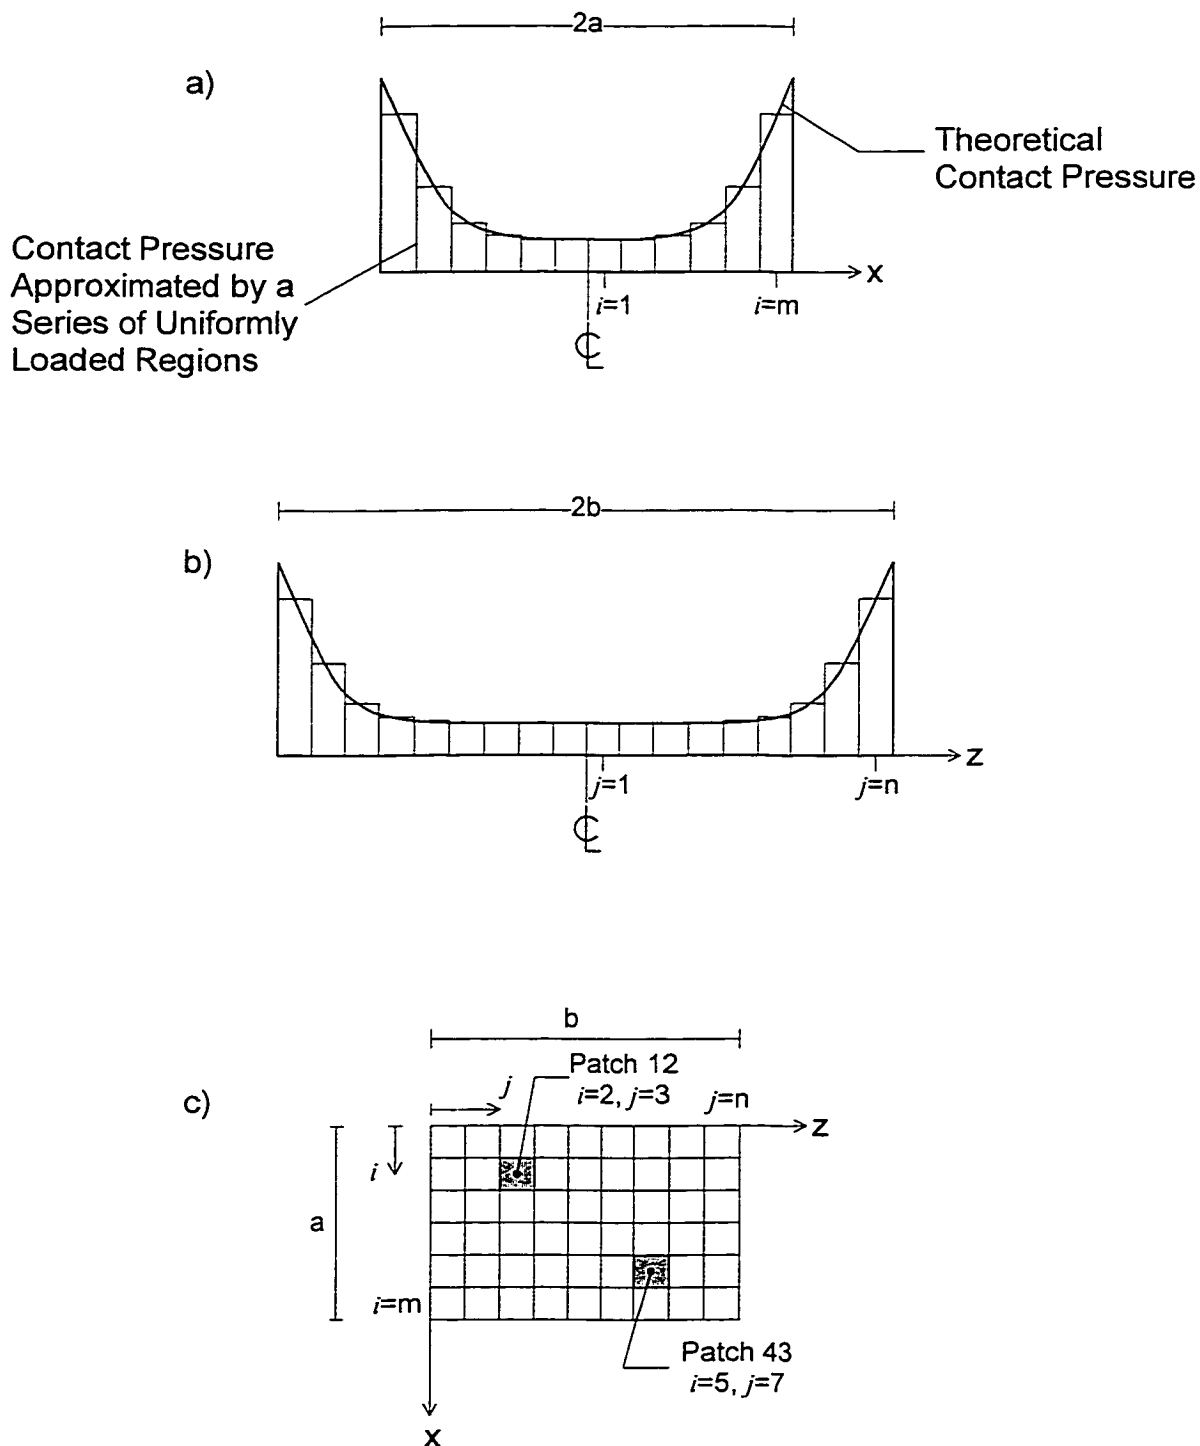 2a
a)
Theoretical
Contact Pressure
Contact Pressure
Approximated by a
Series of Uniformly
Loaded Regions
x
i=1
i=m
℄
2b
b)
z
j=1
j=n
℄
b
Patch 12
i=2, j=3
c)
j
j=n
z
i
a
i=m
Patch 43
i=5, j=7
x